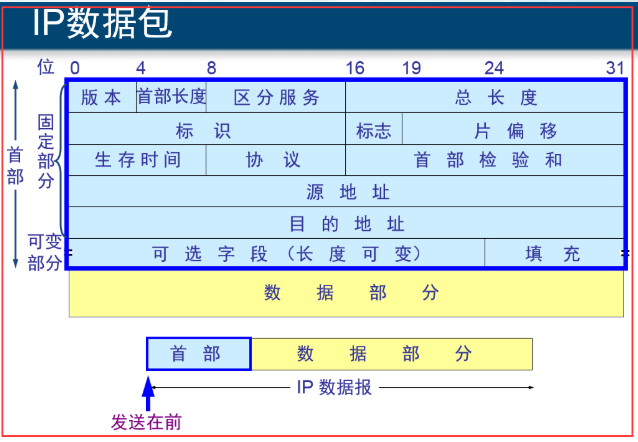 IP数据包
位 0 4 8 16 19 24 31
版本 首部长度 区分服务 总长度
标识 标志 片偏移
生存时间 协议 首部检验和
源地址
目的地址
可选字段（长度可变） 填充
首部
固定部分
可变部分
数据部分
首部 数据部分
IP 数据报
发送在前